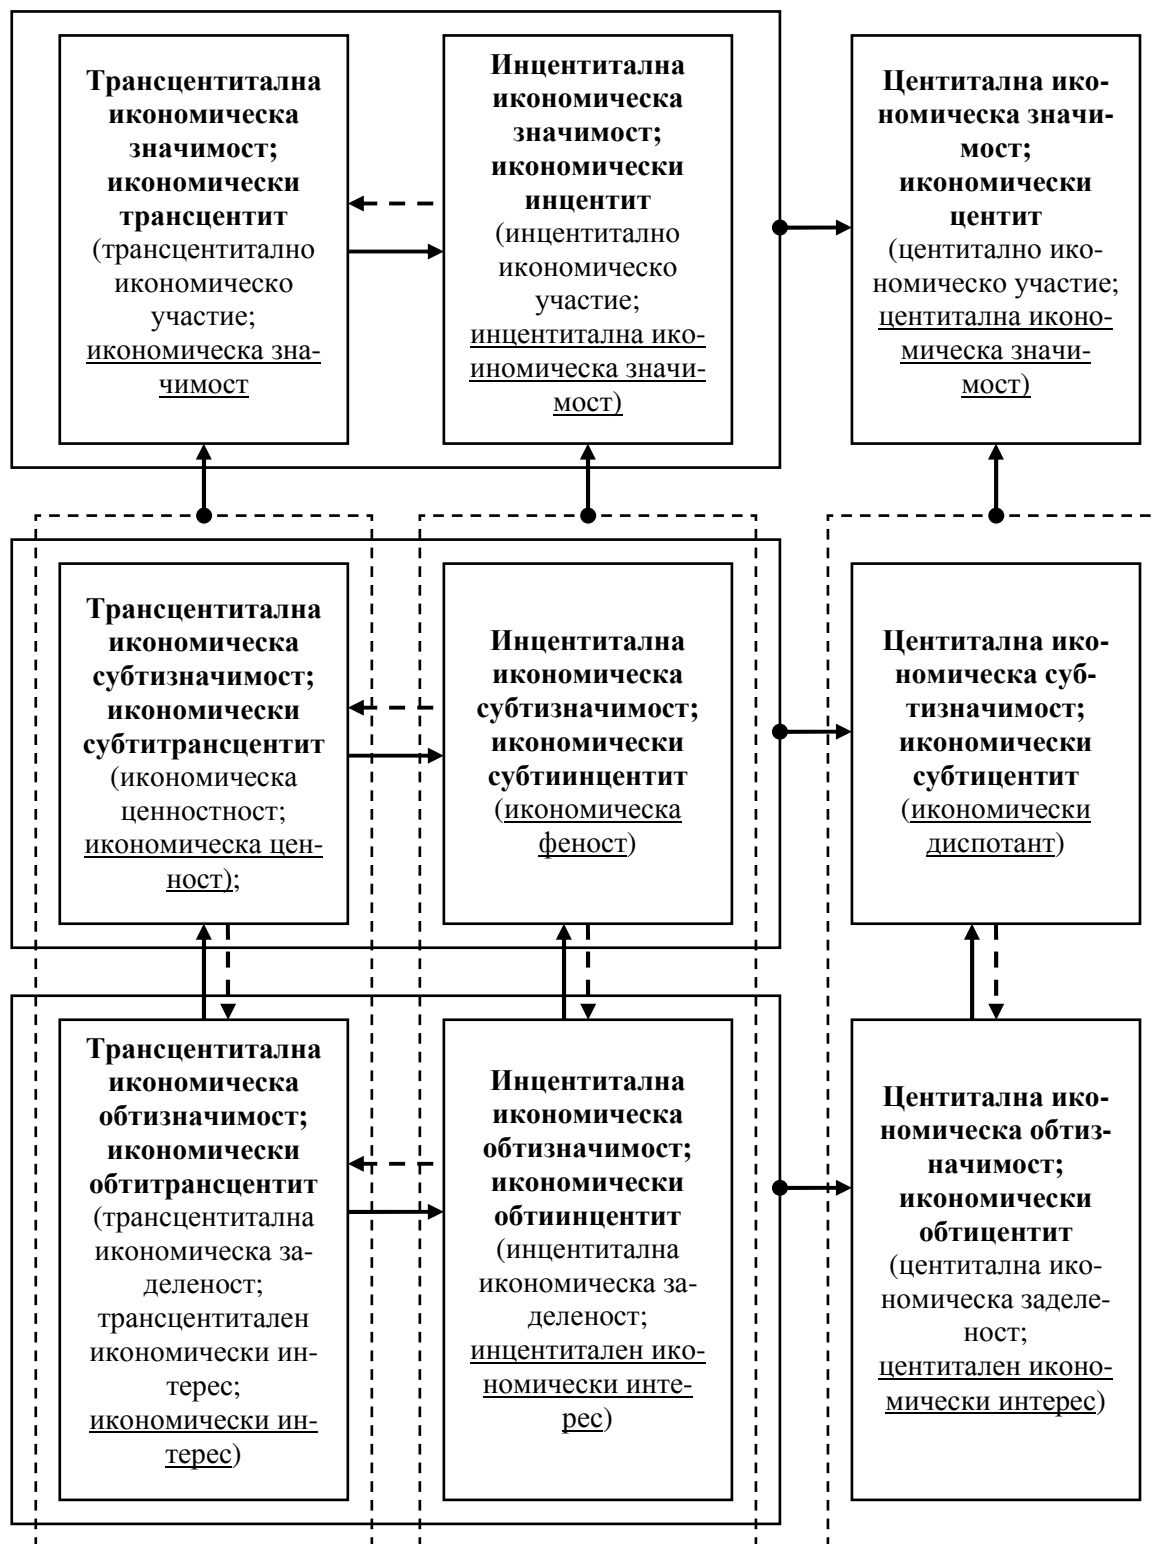 Трансцентитална
икономическа
значимост;
икономически
трансцентит
(трансцентитално
икономическо
участие;
икономическа зна-
чимост
Инцентитална
икономическа
значимост;
икономически
инцентит
(инцентитално
икономическо
участие;
инцентитална ико-
иномическа значи-
мост)
Центитална ико-
номическа значи-
мост;
икономически
центит
(центитално ико-
номическо участие;
центитална иконо-
мическа значи-
мост)
Трансцентитална
икономическа
субтизначимост;
икономически
субтитрансцентит
(икономическа
ценностност;
икономическа цен-
ност);
Инцентитална
икономическа
субтизначимост;
икономически
субтиинцентит
(икономическа
феност)
Центитална ико-
номическа суб-
тизначимост;
икономически
субтицентит
(икономически
диспотант)
Трансцентитална
икономическа
обтизначимост;
икономически
обтитрансцентит
(трансцентитална
икономическа за-
деленост;
трансцентитален
икономически ин-
терес;
икономически ин-
терес)
Инцентитална
икономическа
обтизначимост;
икономически
обтиинцентит
(инцентитална
икономическа за-
деленост;
инцентитален ико-
номически инте-
рес)
Центитална ико-
номическа обтиз-
начимост;
икономически
обтицентит
(центитална ико-
номическа заделе-
ност;
центитален иконо-
мически интерес)